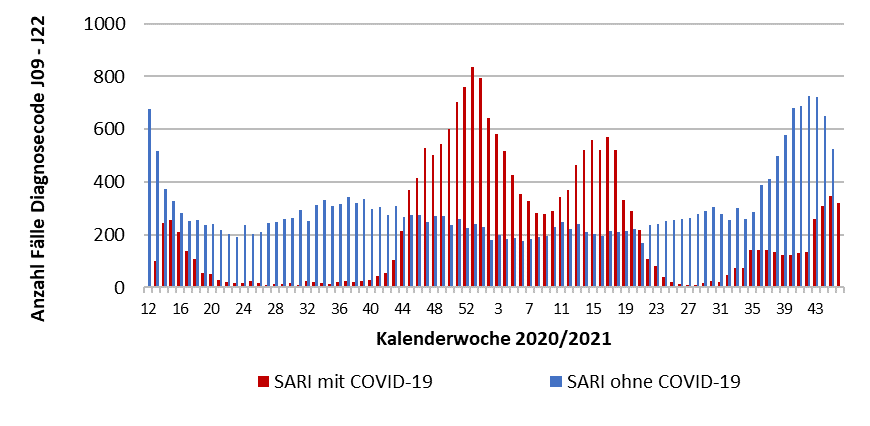 Anzahl Fälle Diagnosecode J09 - J22
1000
800
600
400
200
0
12 16 20 24 28 32 36 40 44 48 52 3 7 11 15 19 23 27 31 35 39 43
Kalenderwoche 2020/2021
SARI mit COVID-19 SARI ohne COVID-19